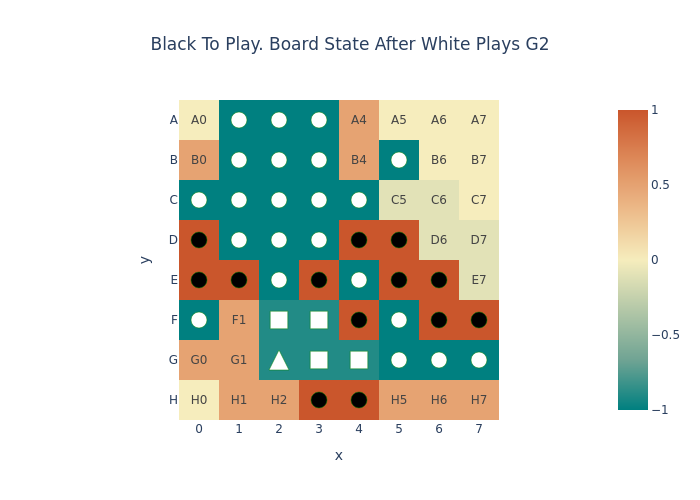 Black To Play. Board State After White Plays G2
A A0 A4 A5 A6 A7
B B0 B4 B6 B7
C C5 C6 C7
D D6 D7
E E7
F F1
G G0 G1
H H0 H1 H2 H5 H6 H7
0 1 2 3 4 5 6 7
x
y
1
0.5
0
−0.5
−1